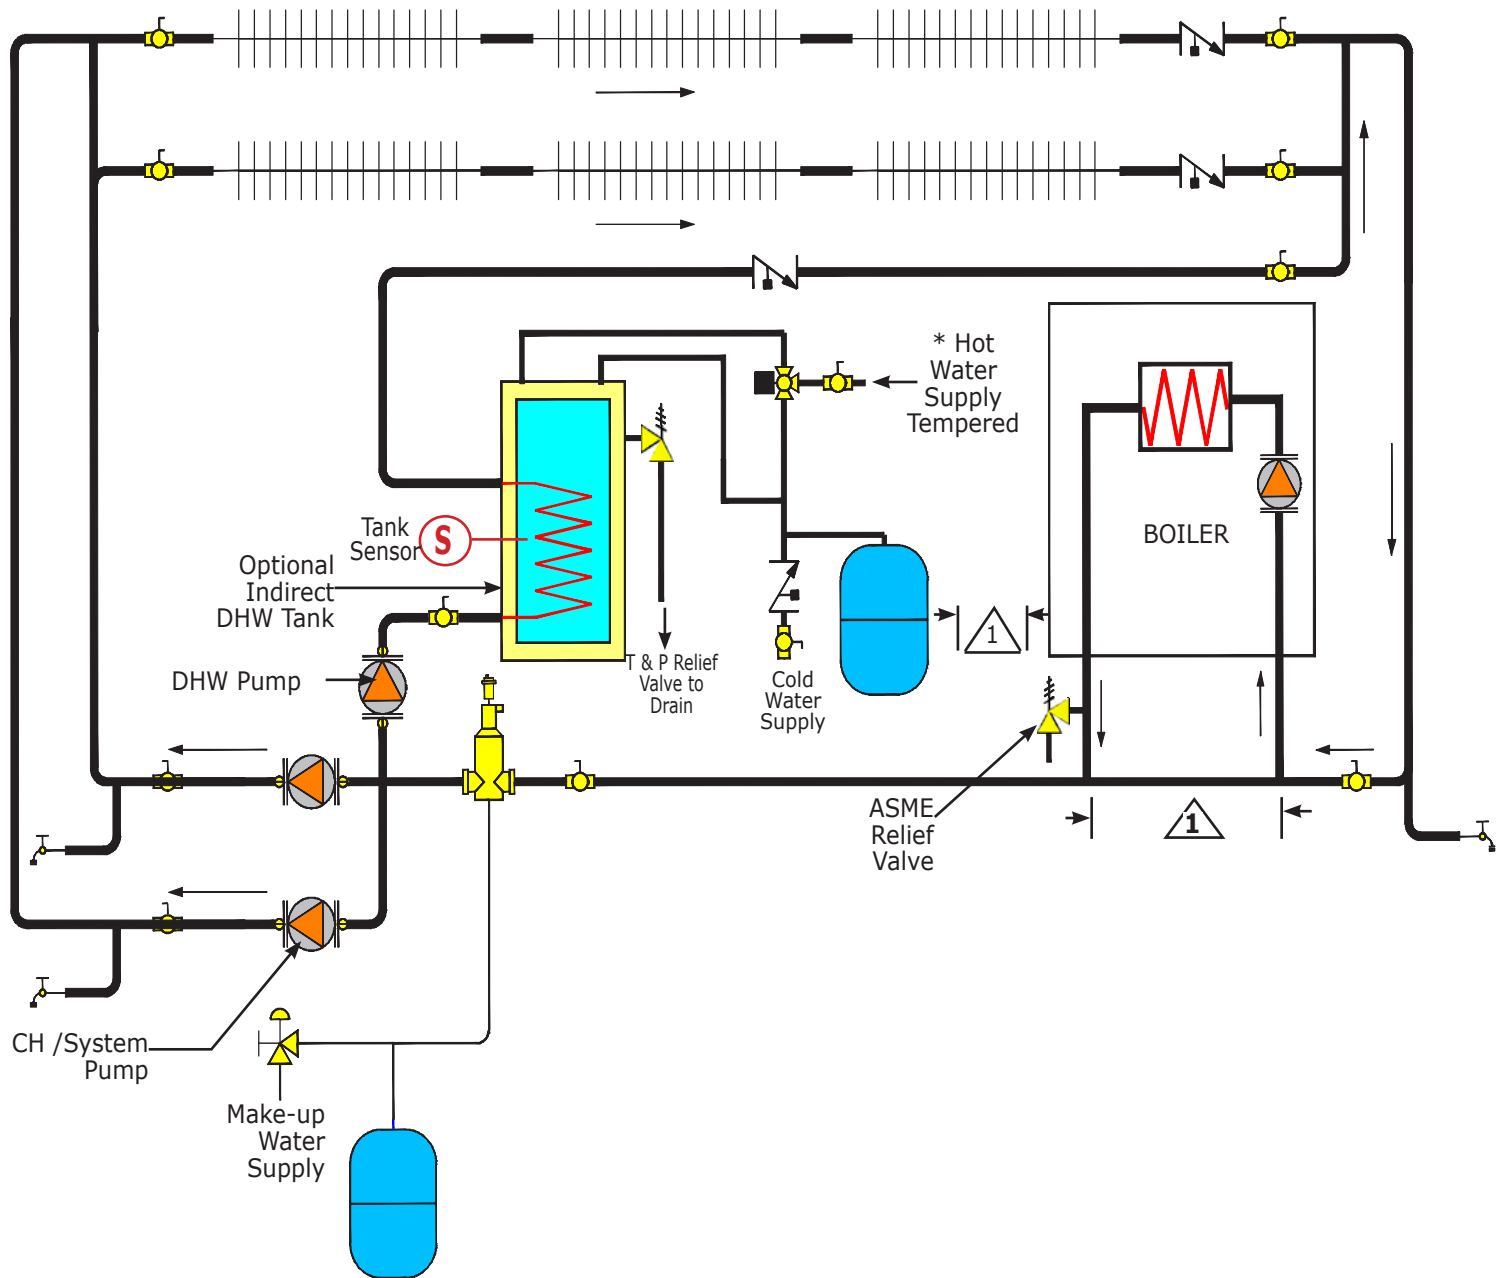 * Hot
Water
Supply
Tempered
BOILER
Tank
Sensor
S
Optional
Indirect
DHW Tank
1
T & P Relief
Valve to
Drain
Cold
Water
Supply
DHW Pump
ASME
Relief
Valve
1
CH /System
Pump
Make-up
Water
Supply